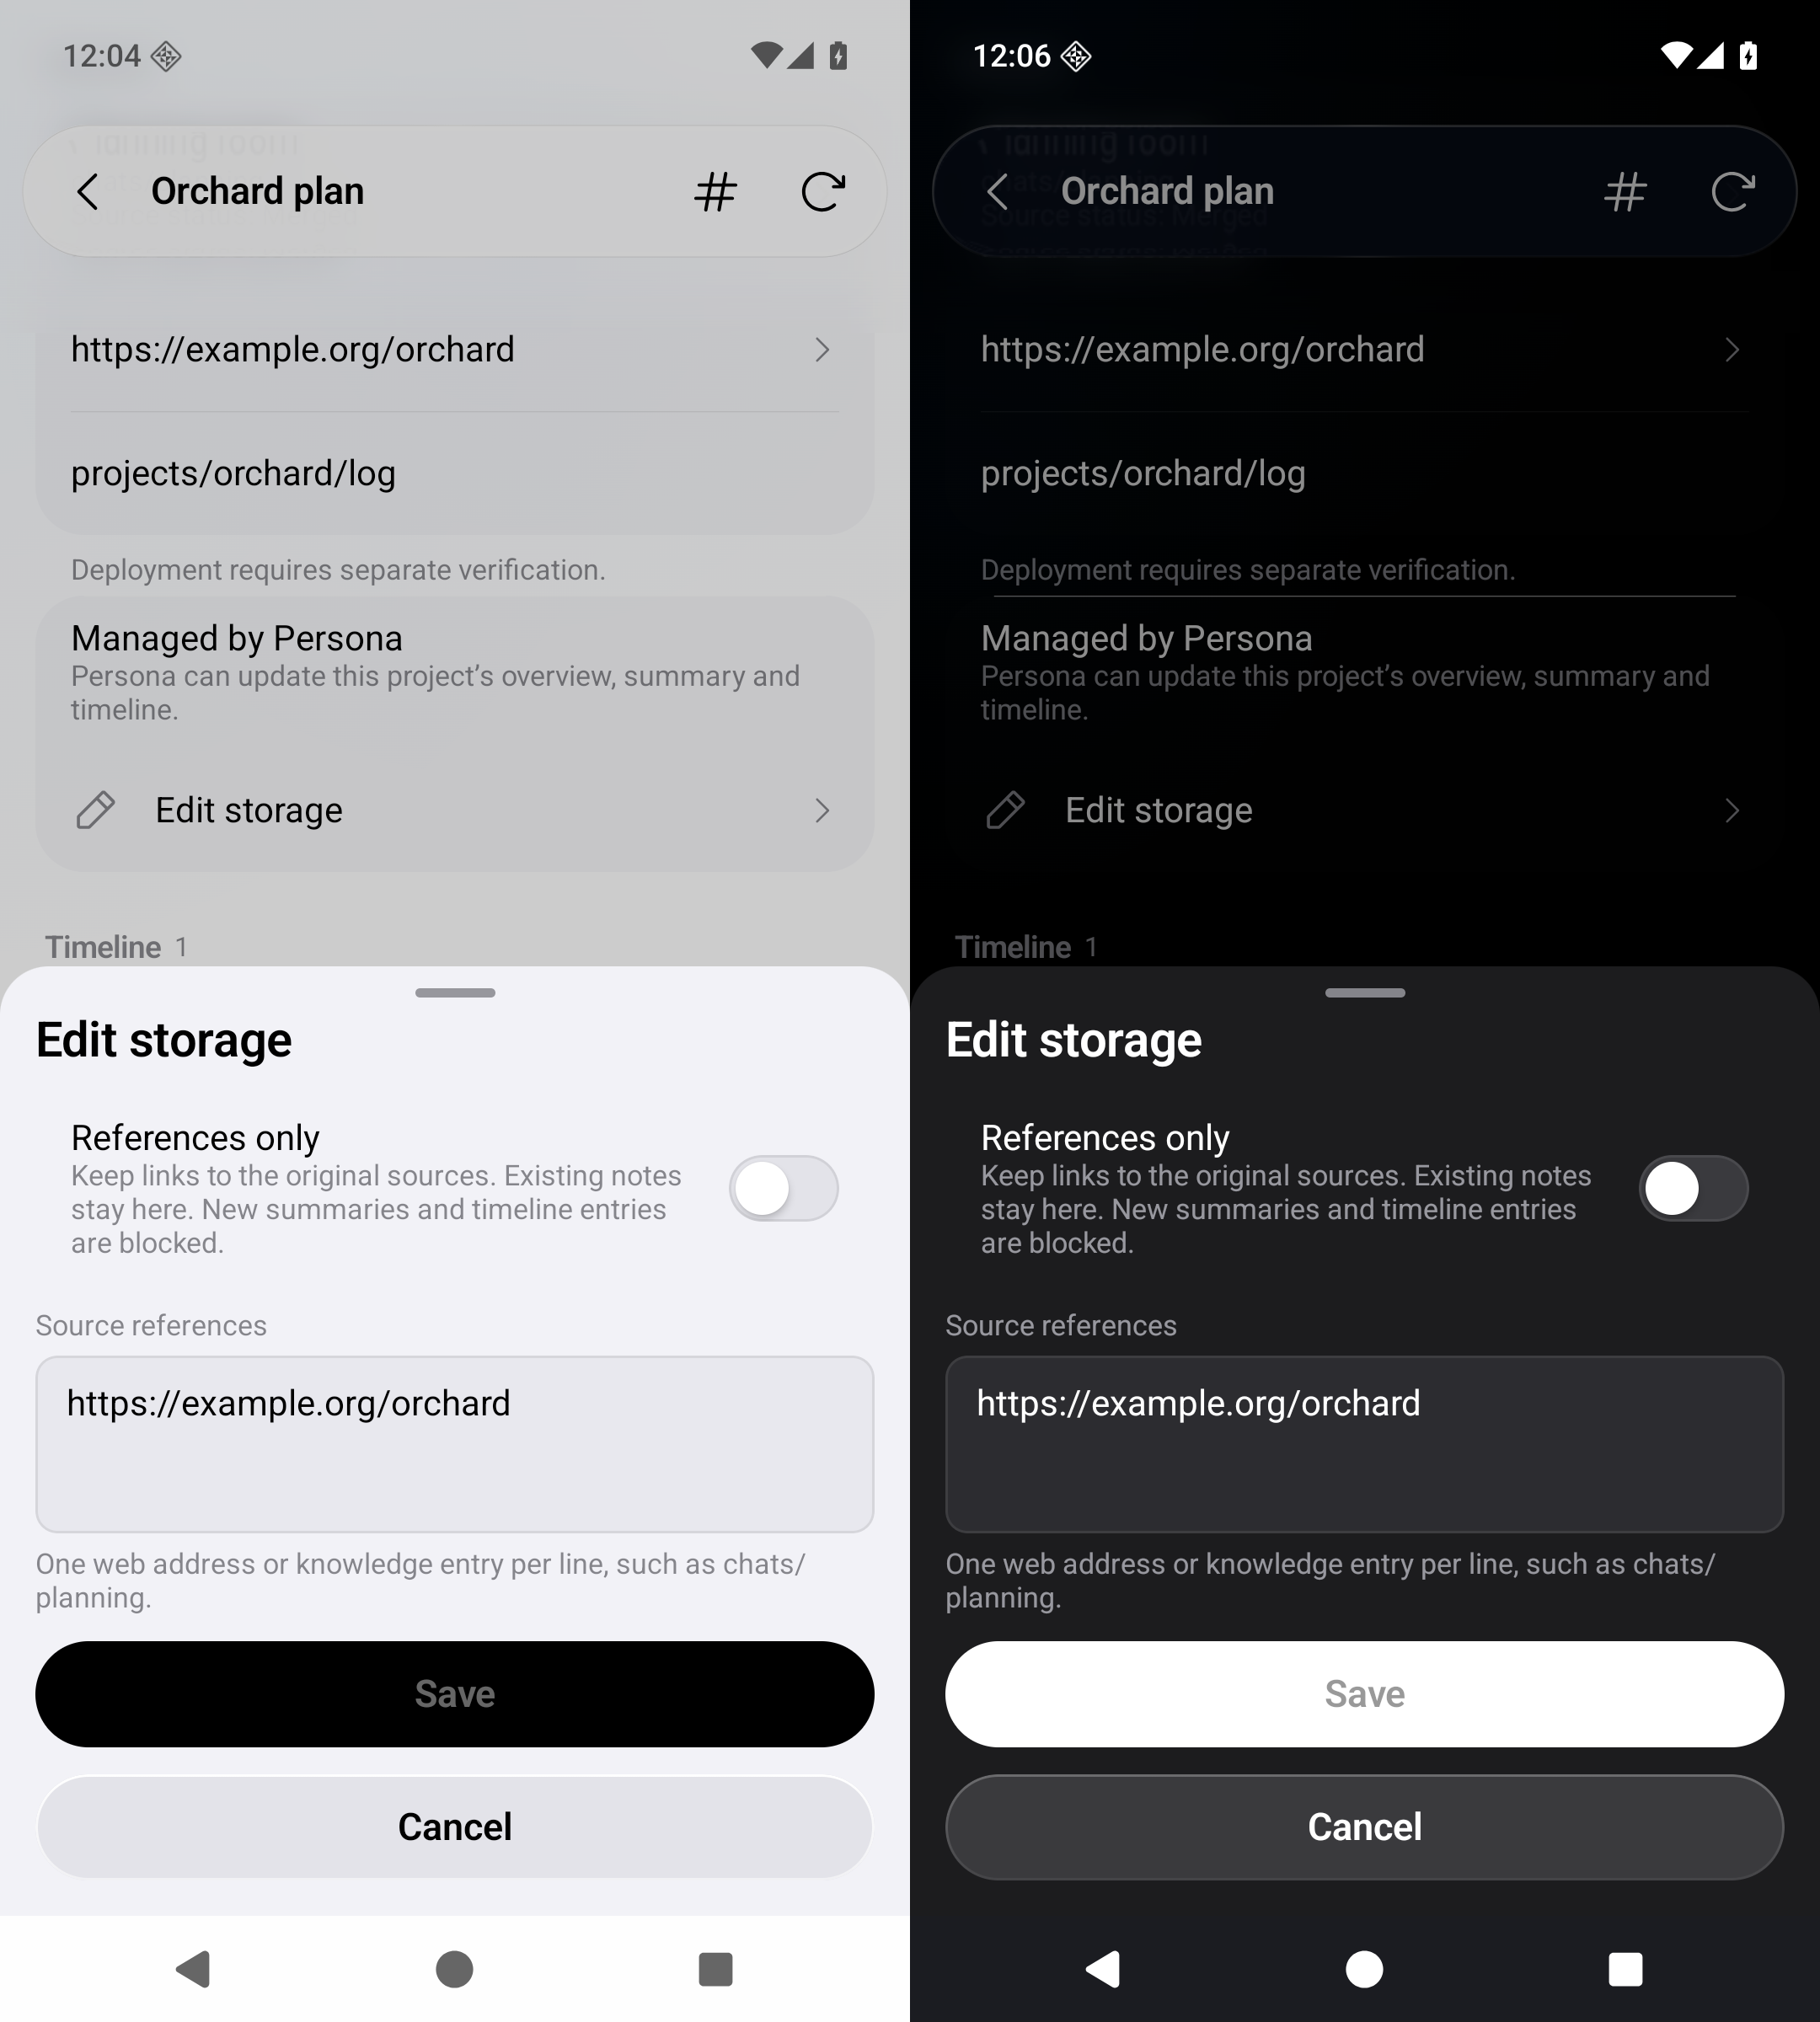 12:04
Orchard plan
https://example.org/orchard
projects/orchard/log
Deployment requires separate verification.
Managed by Persona
Persona can update this project’s overview, summary and
timeline.
Edit storage
Timeline 1
Edit storage
References only
Keep links to the original sources. Existing notes
stay here. New summaries and timeline entries
are blocked.
Source references
https://example.org/orchard
One web address or knowledge entry per line, such as chats/
planning.
Save
Cancel
12:06
Orchard plan
Source status: Merged
https://example.org/orchard
projects/orchard/log
Deployment requires separate verification.
Managed by Persona
Persona can update this project’s overview, summary and
timeline.
Edit storage
Timeline 1
Edit storage
References only
Keep links to the original sources. Existing notes
stay here. New summaries and timeline entries
are blocked.
Source references
https://example.org/orchard
One web address or knowledge entry per line, such as chats/
planning.
Save
Cancel